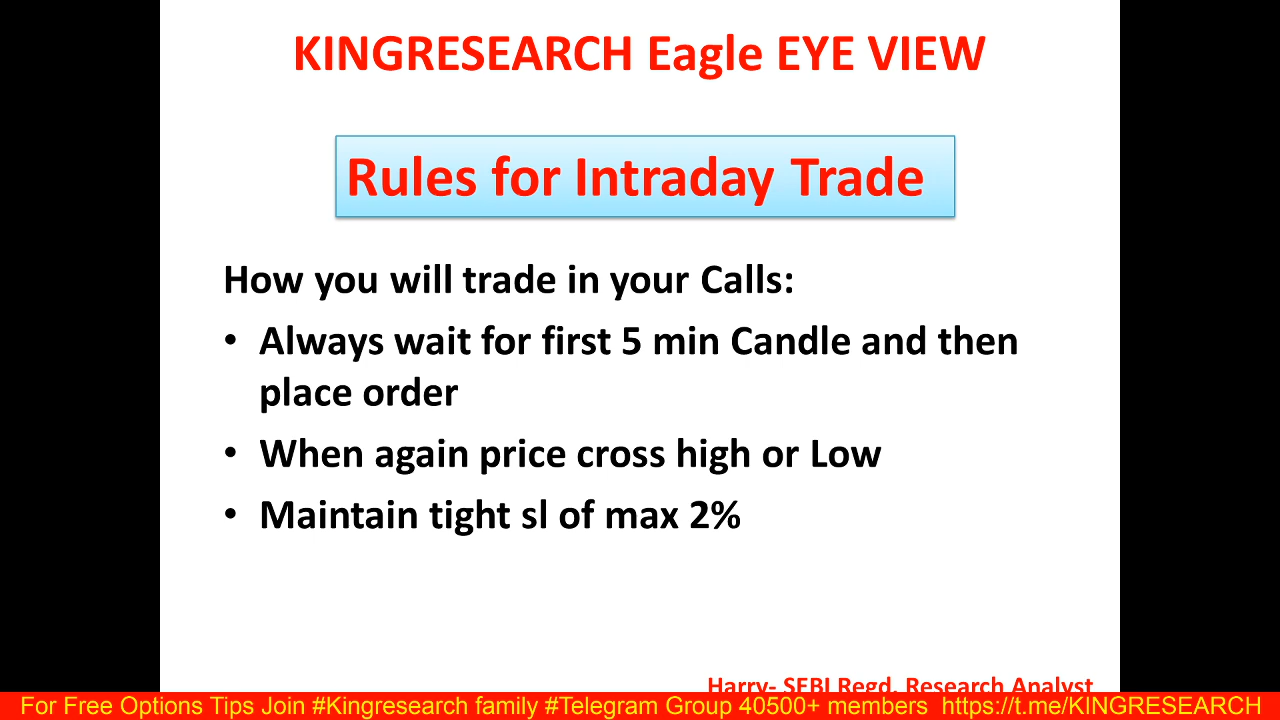 KINGRESEARCH Eagle EYE VIEW
Rules for Intraday Trade
How you will trade in your Calls:
• Always wait for first 5 min Candle and then
place order
• When again price cross high or Low
• Maintain tight sl of max 2%
Harry- SEBI Regd. Research Analyst
For Free Options Tips Join #Kingresearch family #Telegram Group 40500+ members https://t.me/KINGRESEARCH